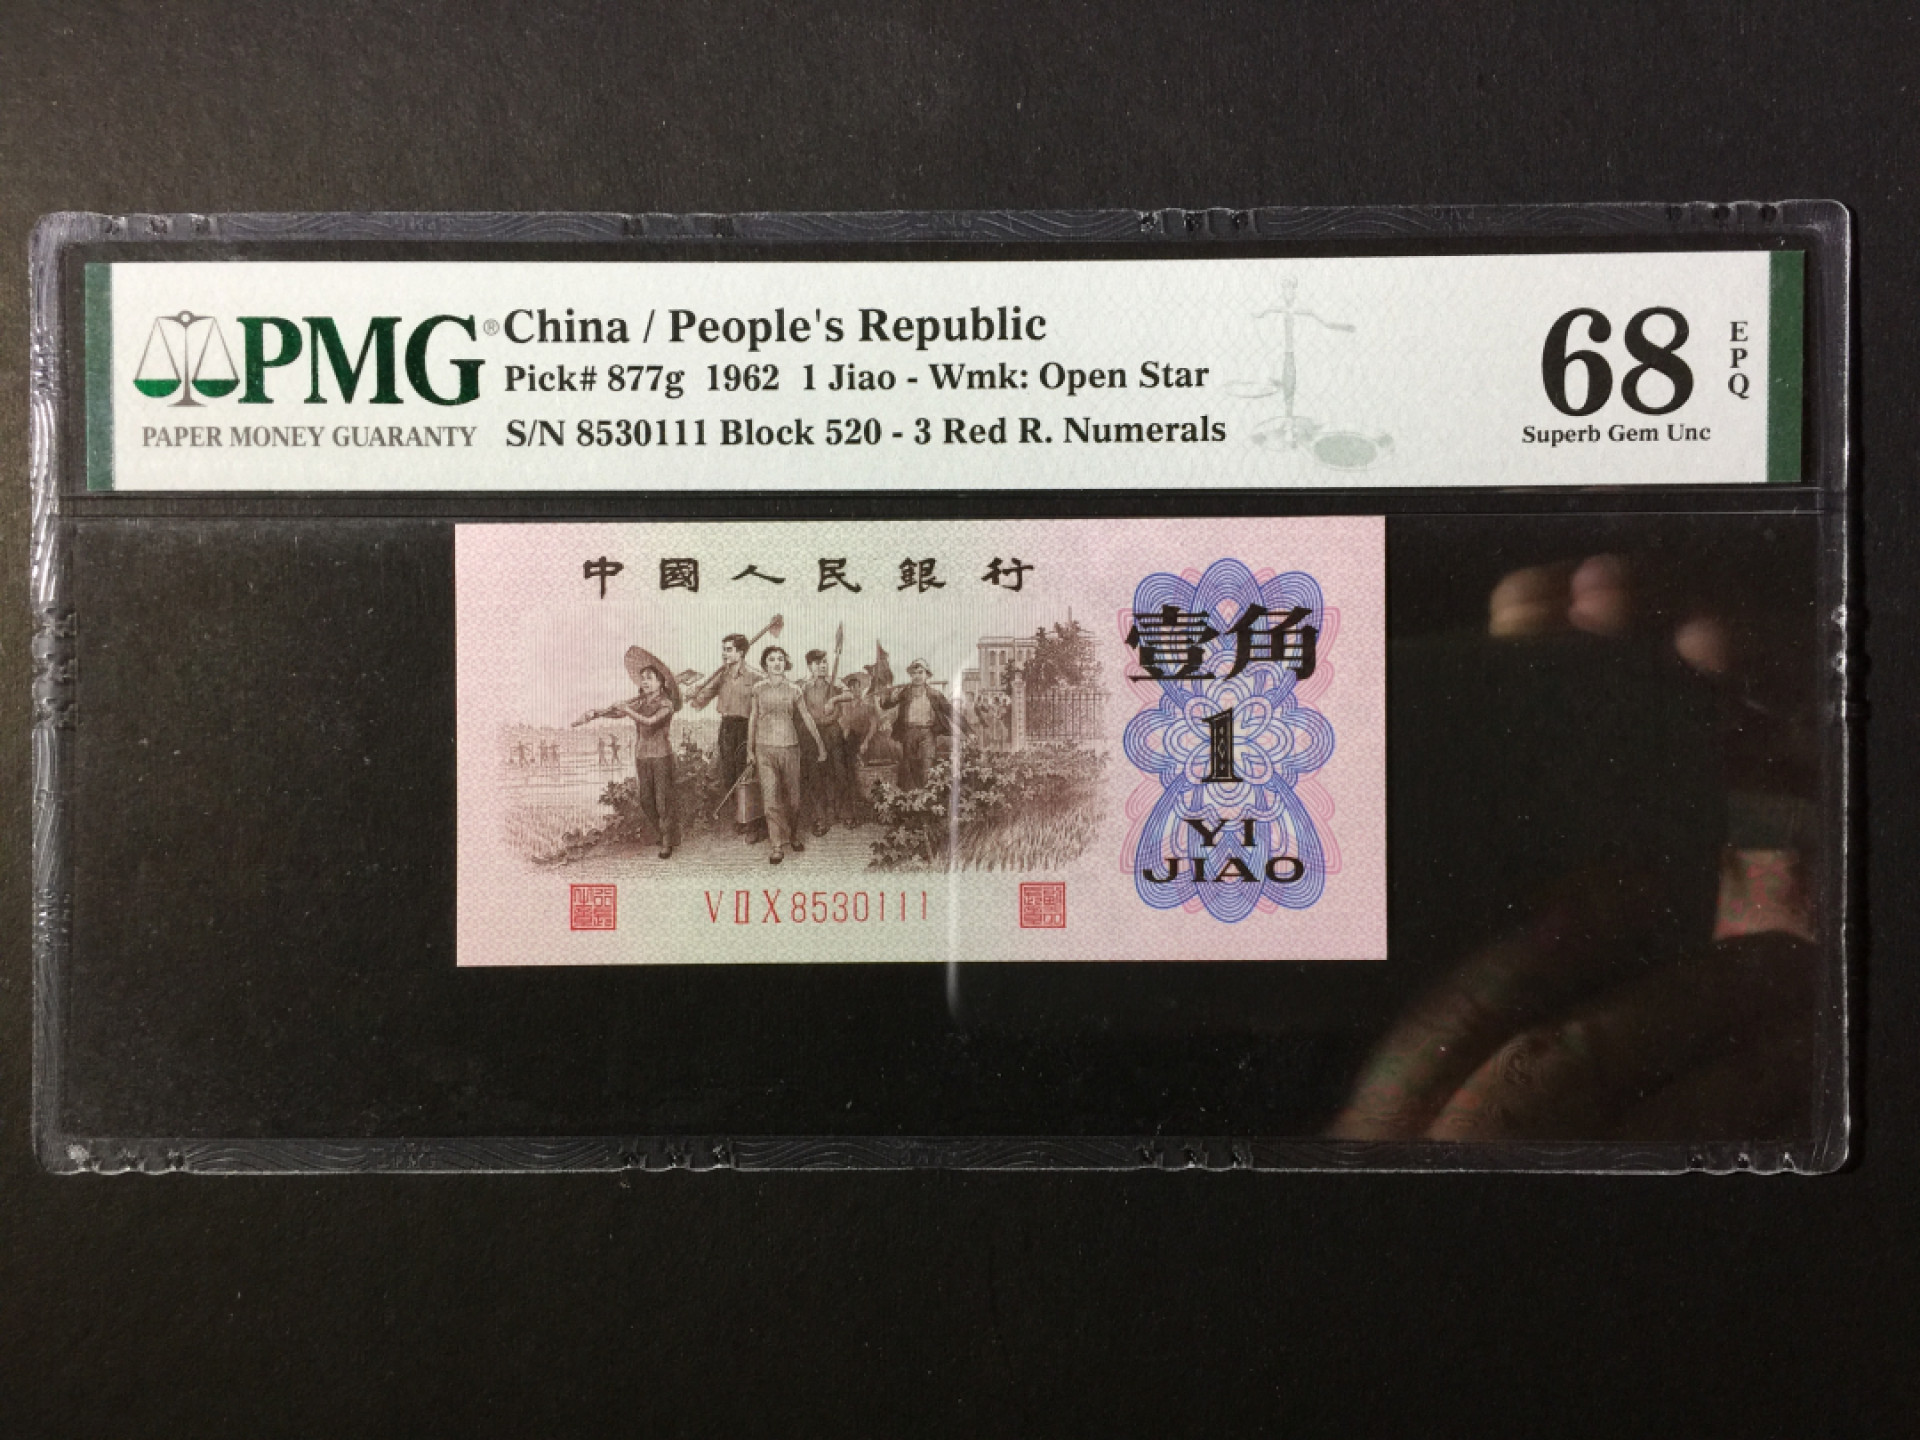 PMG®
PAPER MONEY GUARANTY
China / People's Republic
Pick# 877g 1962 1 Jiao - Wmk: Open Star
S/N 8530111 Block 520 - 3 Red R. Numerals
68
EPQ
Superb Gem Unc
中國人民銀行
壹角
1
YI
JIAO
VⅡX8530111